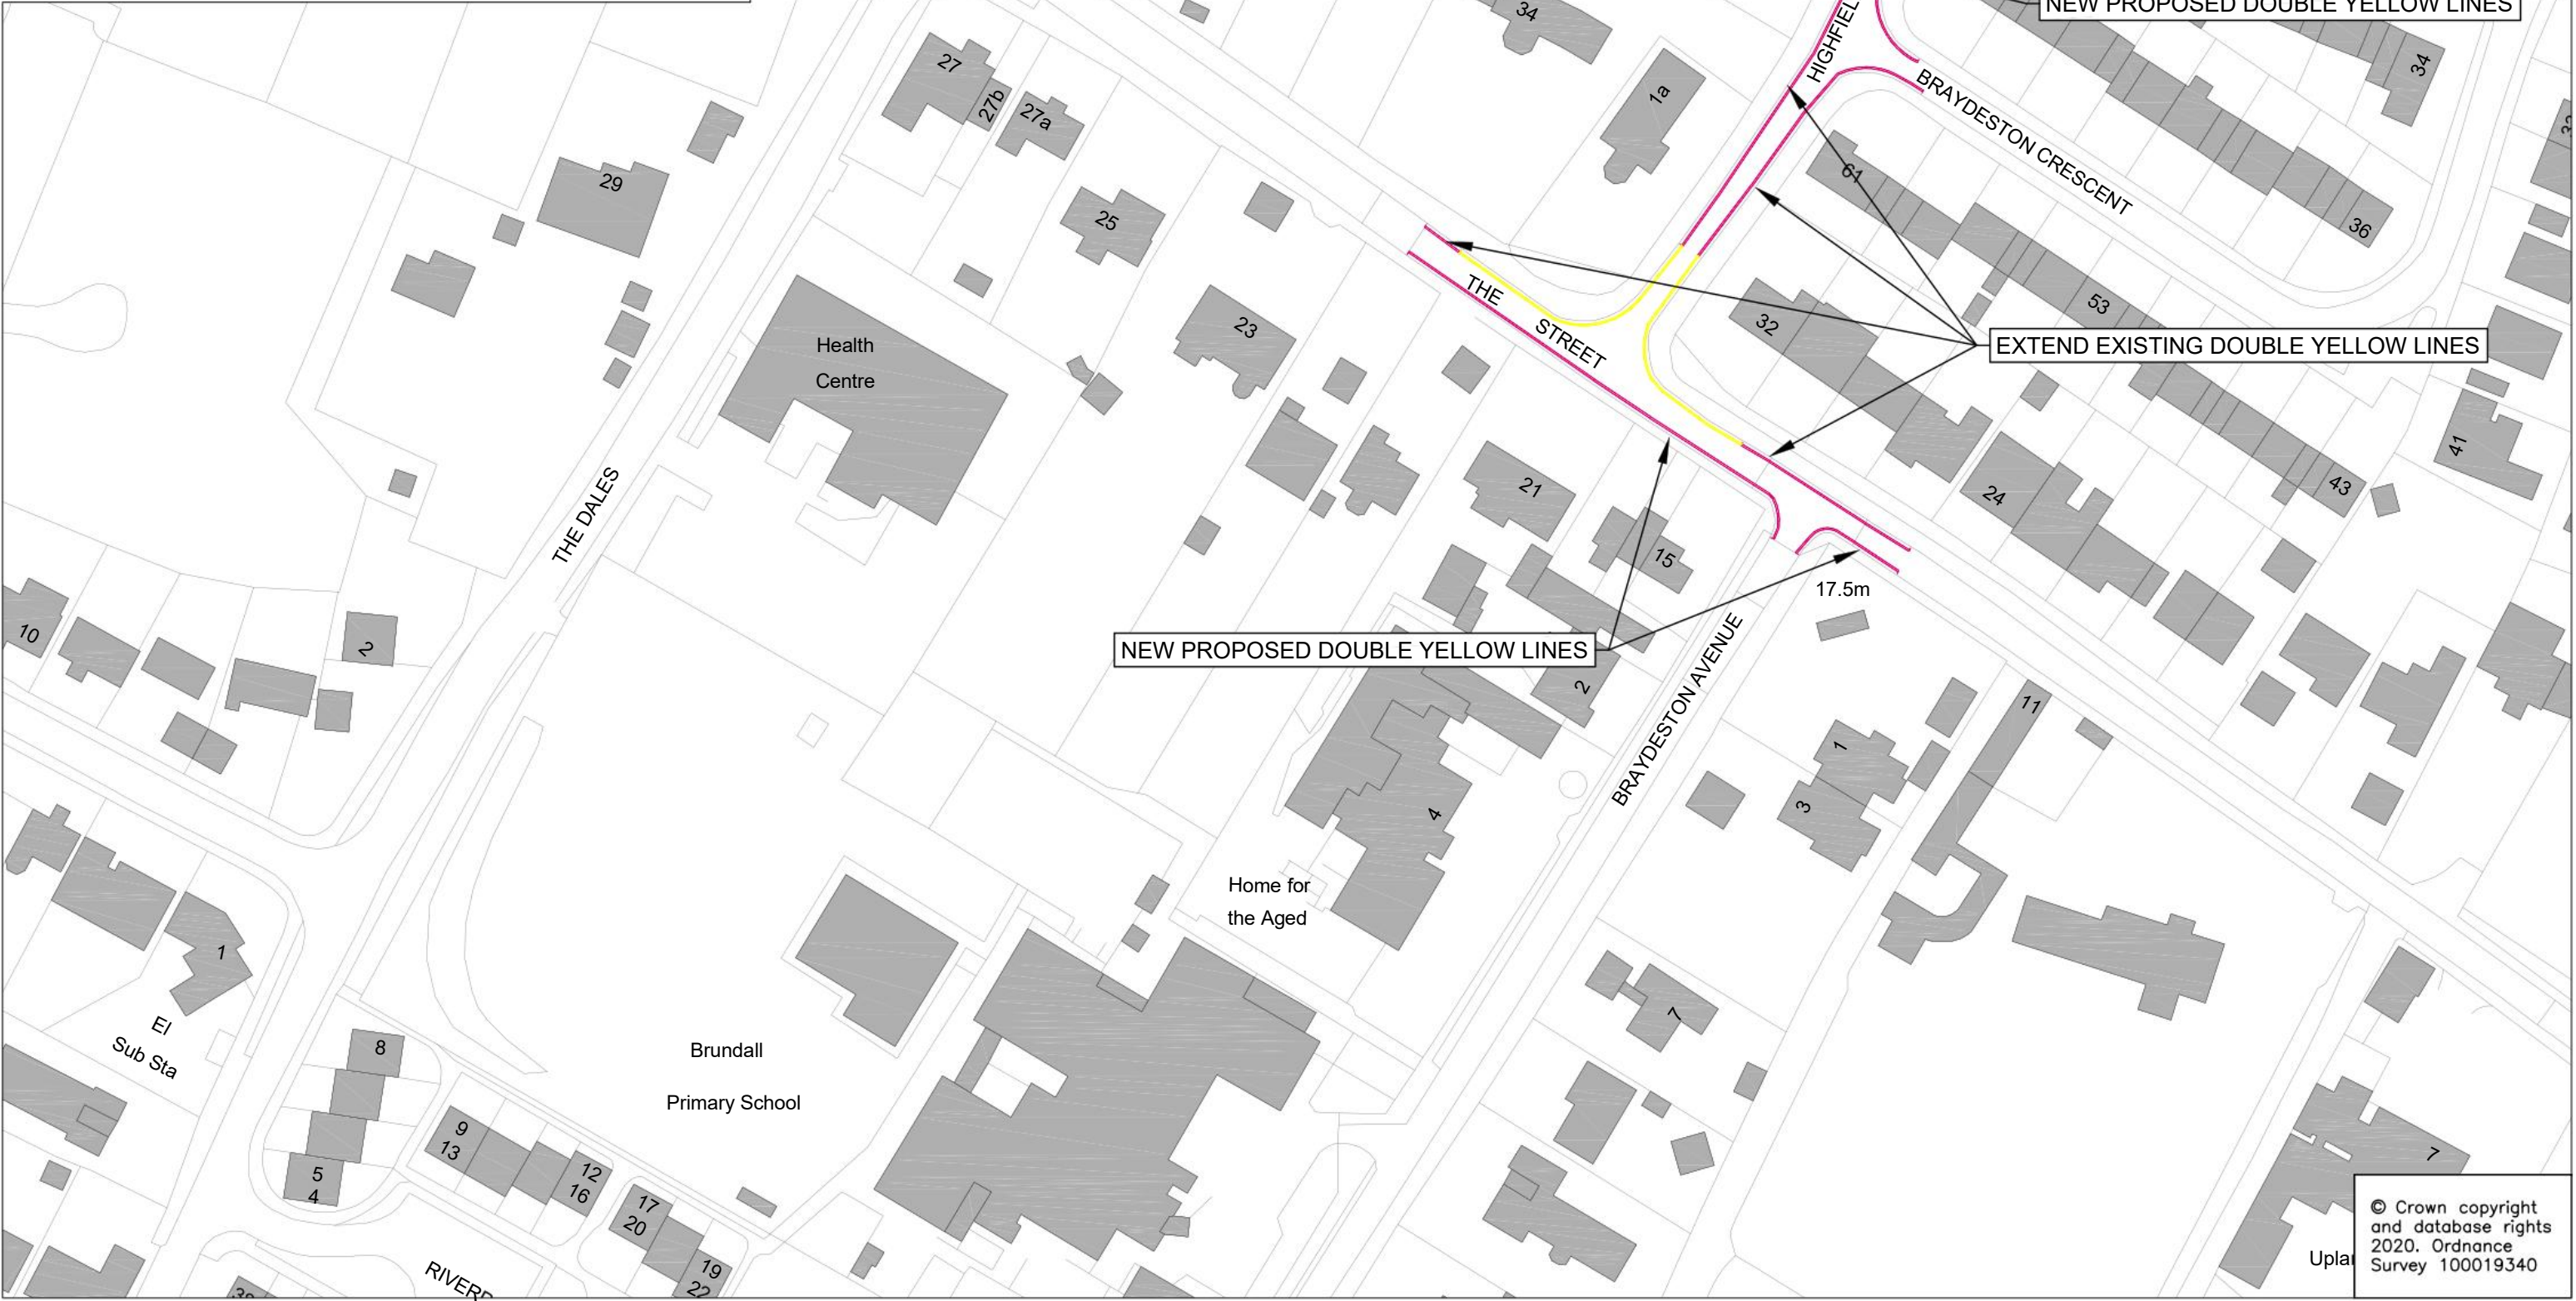 NEW PROPOSED DOUBLE YELLOW LINES
34
HIGHFIEL
27
27b
27a
1a
34
BRAYDESTON CRESCENT
29
61
25
36
THE
STREET
23
32
53
EXTEND EXISTING DOUBLE YELLOW LINES
Health
Centre
41
THE DALES
21
24
43
15
17.5m
10
2
NEW PROPOSED DOUBLE YELLOW LINES
2
BRAYDESTON AVENUE
11
1
3
4
Home for
the Aged
1
El
Sub Sta
7
8
Brundall
Primary School
9
13
12
16
5
4
17
20
19
22
RIVERD
7
Uplan
© Crown copyright
and database rights
2020. Ordnance
Survey 100019340